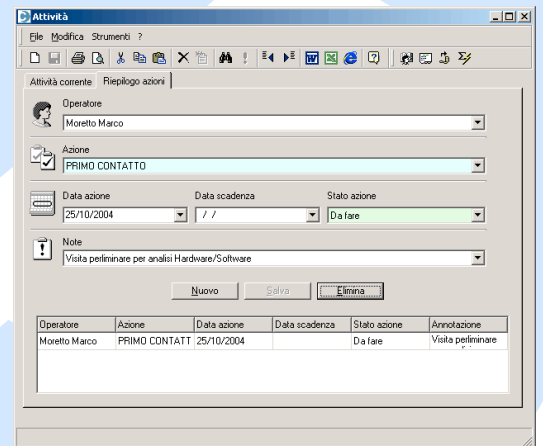 Attività
File Modifica Strumenti ?
Attività corrente Riepilogo azioni
Operatore
Moretto Marco
Azione
PRIMO CONTATTO
Data azione Data scadenza Stato azione
25/10/2004 / / Da fare
Note
Visita perliminare per analisi Hardware/Software
Nuovo Salva Elimina
Operatore Azione Data azione Data scadenza Stato azione Annotazione
Moretto Marco PRIMO CONTATT 25/10/2004 Da fare Visita perliminare